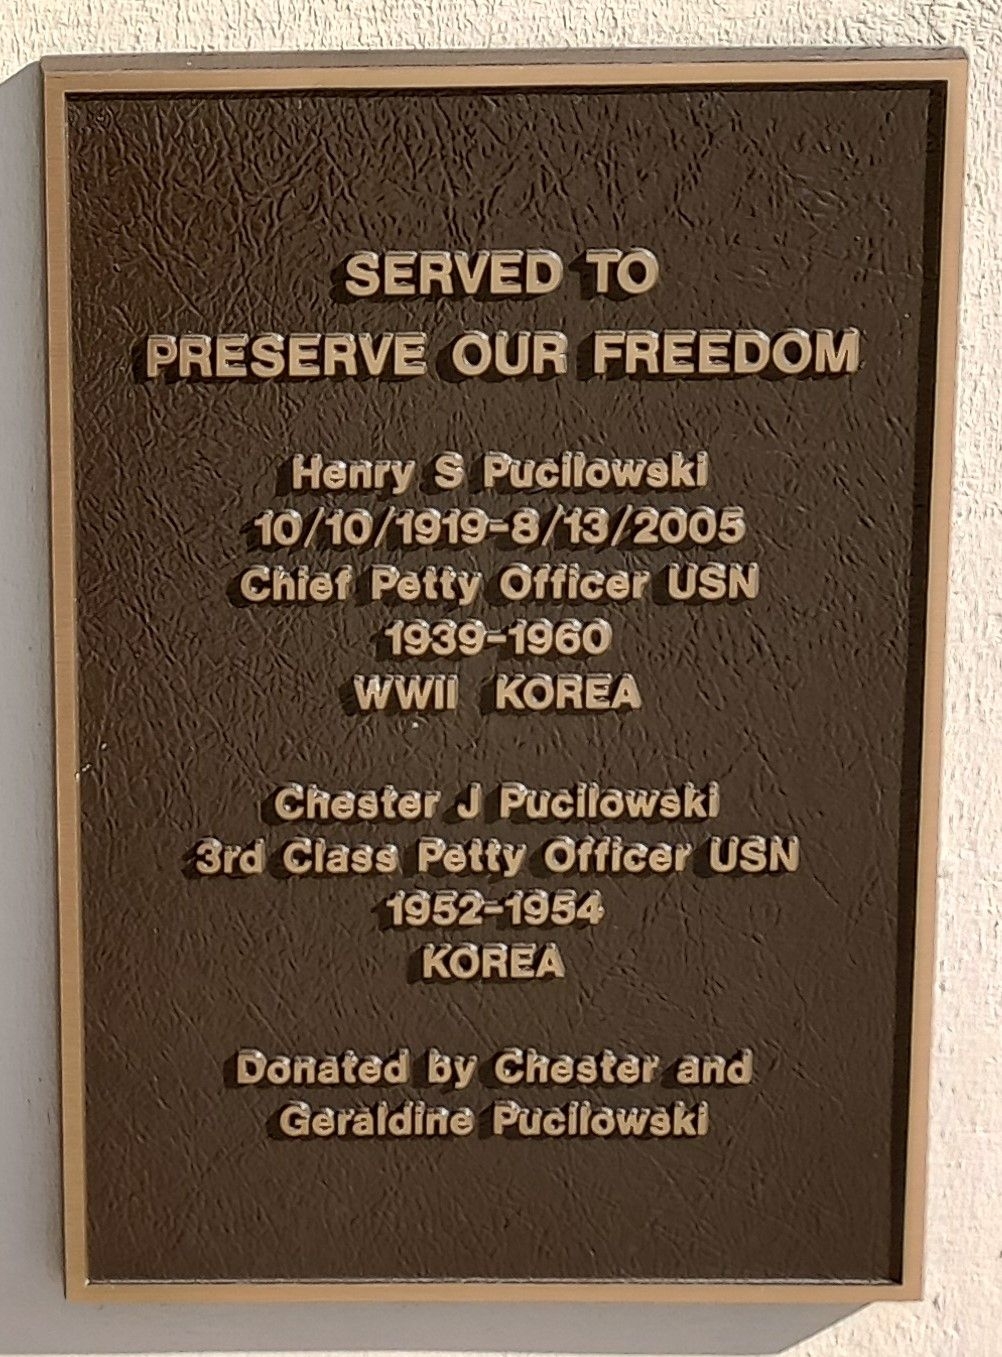 SERVED TO
PRESERVE OUR FREEDOM
Henry S Pucilowski
10/10/1919-8/13/2005
Chief Petty Officer USN
1939-1960
WWII KOREA
Chester J Pucilowski
3rd Class Petty Officer USN
1952-1954
KOREA
Donated by Chester and
Geraldine Pucilowski